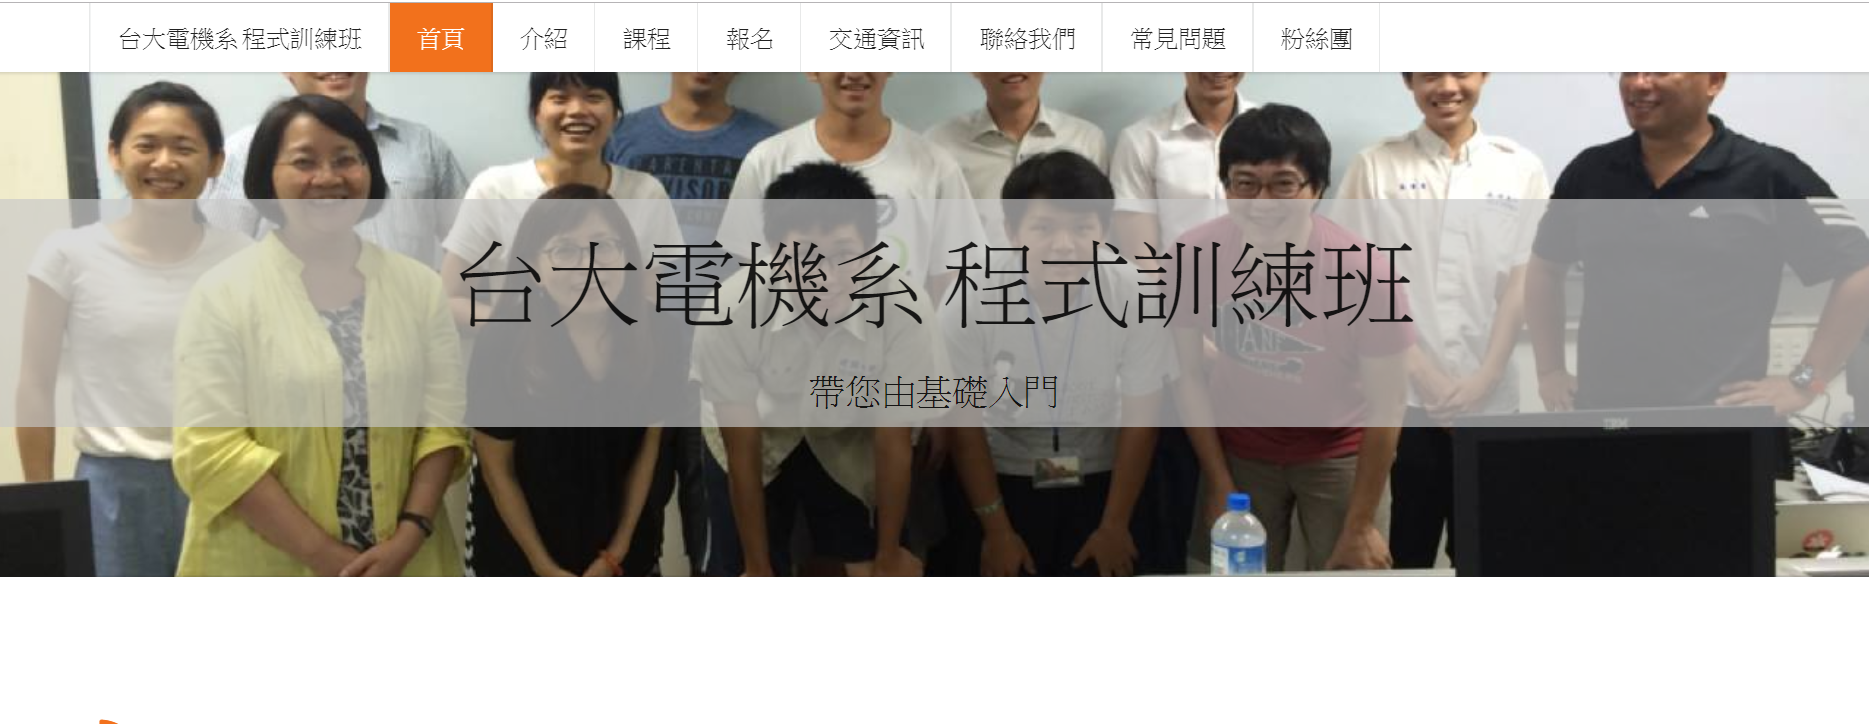 台大電機系 程式訓練班
首頁
介紹
課程
報名
交通資訊
聯絡我們
常見問題
粉絲團
台大電機系 程式訓練班
帶您由基礎入門
IBM